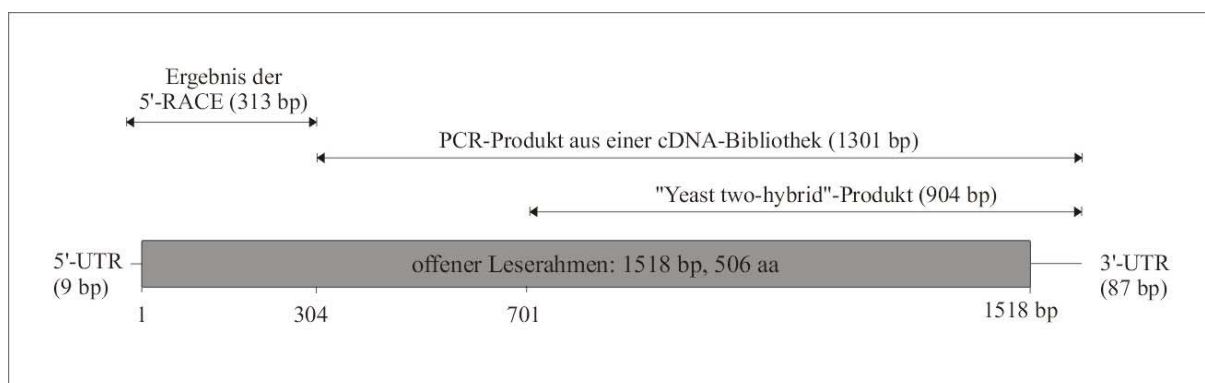 Ergebnis der
5'-RACE (313 bp)
PCR-Produkt aus einer cDNA-Bibliothek (1301 bp)
"Yeast two-hybrid"-Produkt (904 bp)
5'-UTR
(9 bp)
offener Leserahmen: 1518 bp, 506 aa
3'-UTR
(87 bp)
1
304
701
1518 bp